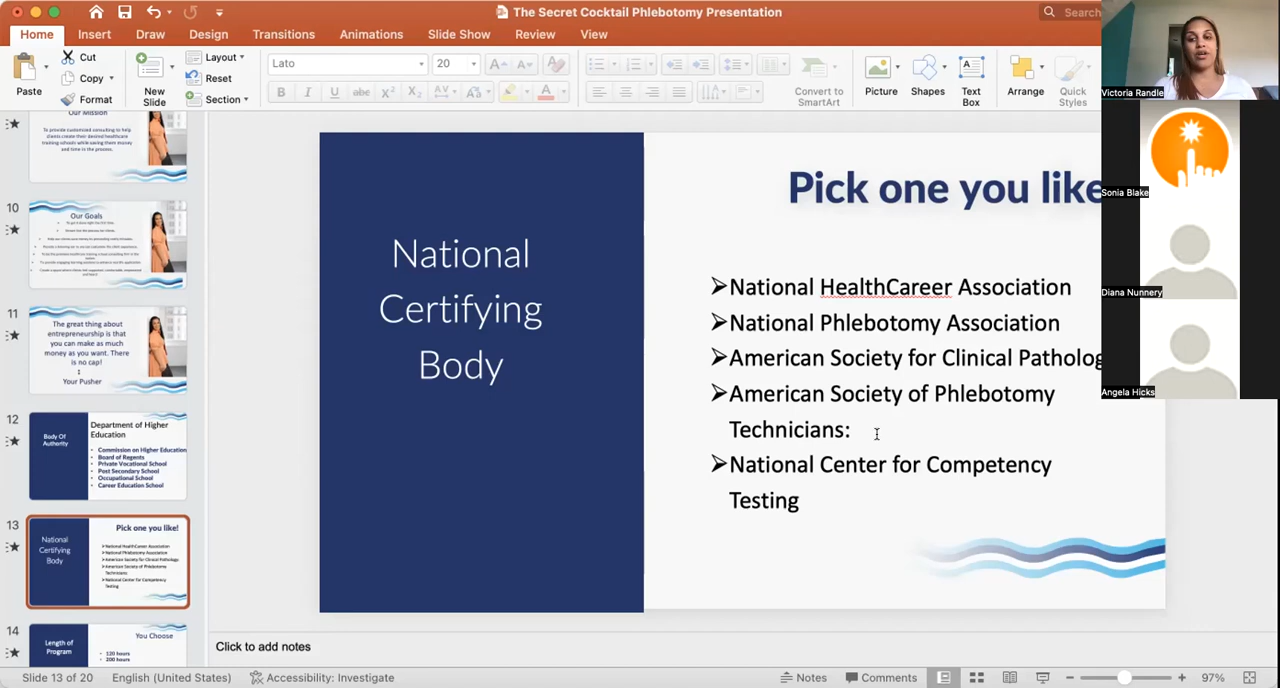 The Secret Cocktail Phlebotomy Presentation
Search
Home Insert Draw Design Transitions Animations Slide Show Review View
Paste
Cut
Copy
Format
New
Slide
Layout
Reset
Section
Lato
20
Convert to
SmartArt
Picture
Shapes
Text
Box
Arrange
Quick
Styles
Our Mission
To provide customized consulting to help
clients create their desired healthcare
training schools while saving them money
and time in the process.
10
Our Goals
11
The great thing about
entrepreneurship is that
you can make as much
money as you want. There
is no cap!
Your Pusher
12
Body Of
Authority
Department of Higher
Education
• Commission on Higher Education
• Board of Regents
• Private Vocational School
• Post Secondary School
• Occupational School
• Career Education School
13
National
Certifying
Body
Pick one you like!
➢National HealthCareer Association
➢National Phlebotomy Association
➢American Society for Clinical Pathology
➢American Society of Phlebotomy
Technicians
➢National Center for Competency
Testing
14
Length of
Program
You Choose
• 120 hours
• 200 hours
National
Certifying
Body
Pick one you like
➢National HealthCareer Association
➢National Phlebotomy Association
➢American Society for Clinical Patholog
➢American Society of Phlebotomy
Technicians:
➢National Center for Competency
Testing
Victoria Randle
Sonia Blake
Diana Nunnery
Angela Hicks
Click to add notes
Slide 13 of 20 English (United States) Accessibility: Investigate Notes Comments 97%